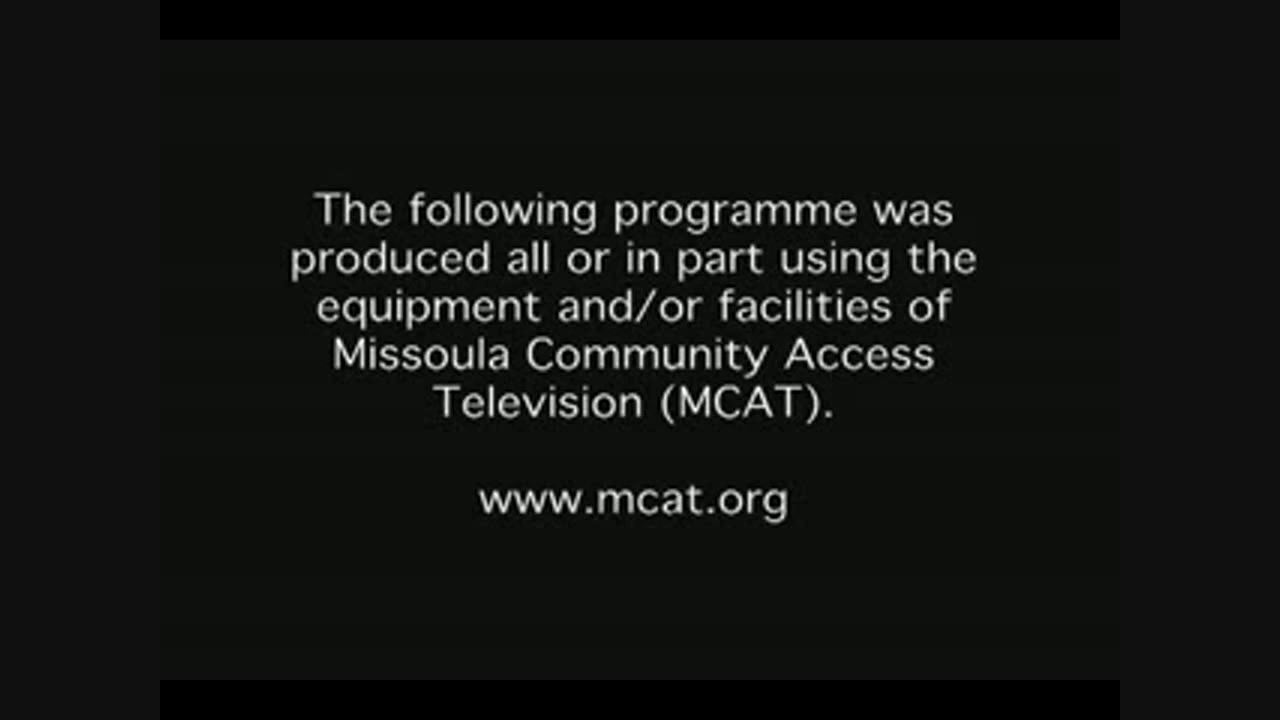 The following programme was
produced all or in part using the
equipment and/or facilities of
Missoula Community Access
Television (MCAT).
www.mcat.org